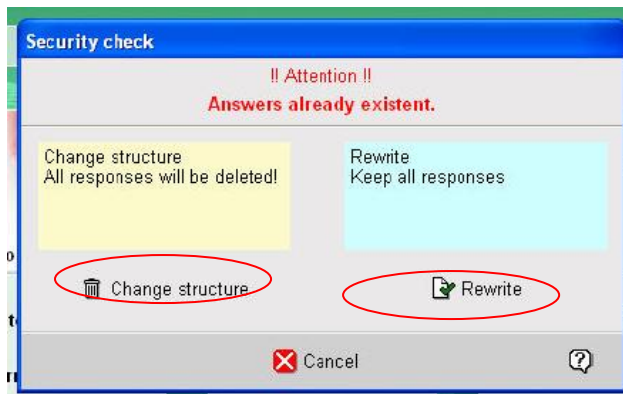 Security check
!! Attention !!
Answers already existent.
Change structure
All responses will be deleted!
Rewrite
Keep all responses
Change structure
Rewrite
Cancel